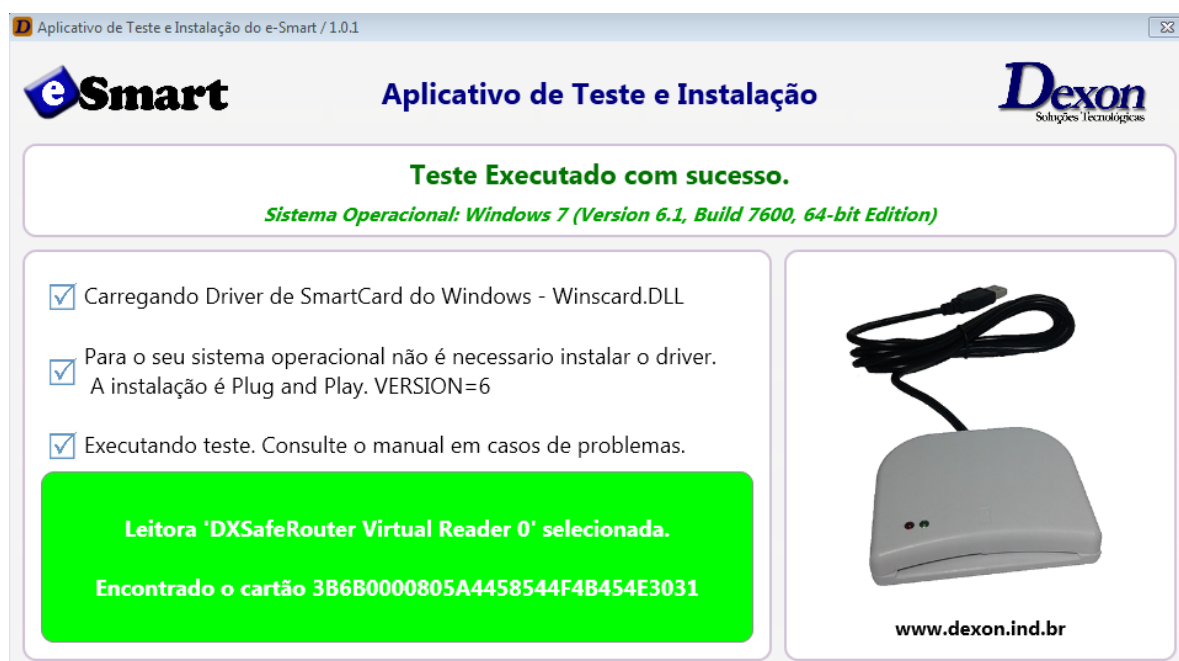 Aplicativo de Teste e Instalação do e-Smart / 1.0.1
eSmart
Aplicativo de Teste e Instalação
Dexon
Soluções Tecnológicas
Teste Executado com sucesso.
Sistema Operacional: Windows 7 (Version 6.1, Build 7600, 64-bit Edition)
Carregando Driver de SmartCard do Windows - Winscard.DLL
Para o seu sistema operacional não é necessario instalar o driver.
A instalação é Plug and Play. VERSION=6
Executando teste. Consulte o manual em casos de problemas.
Leitora 'DXSafeRouter Virtual Reader 0' selecionada.
Encontrado o cartão 3B6B0000805A4458544F4B454E3031
www.dexon.ind.br